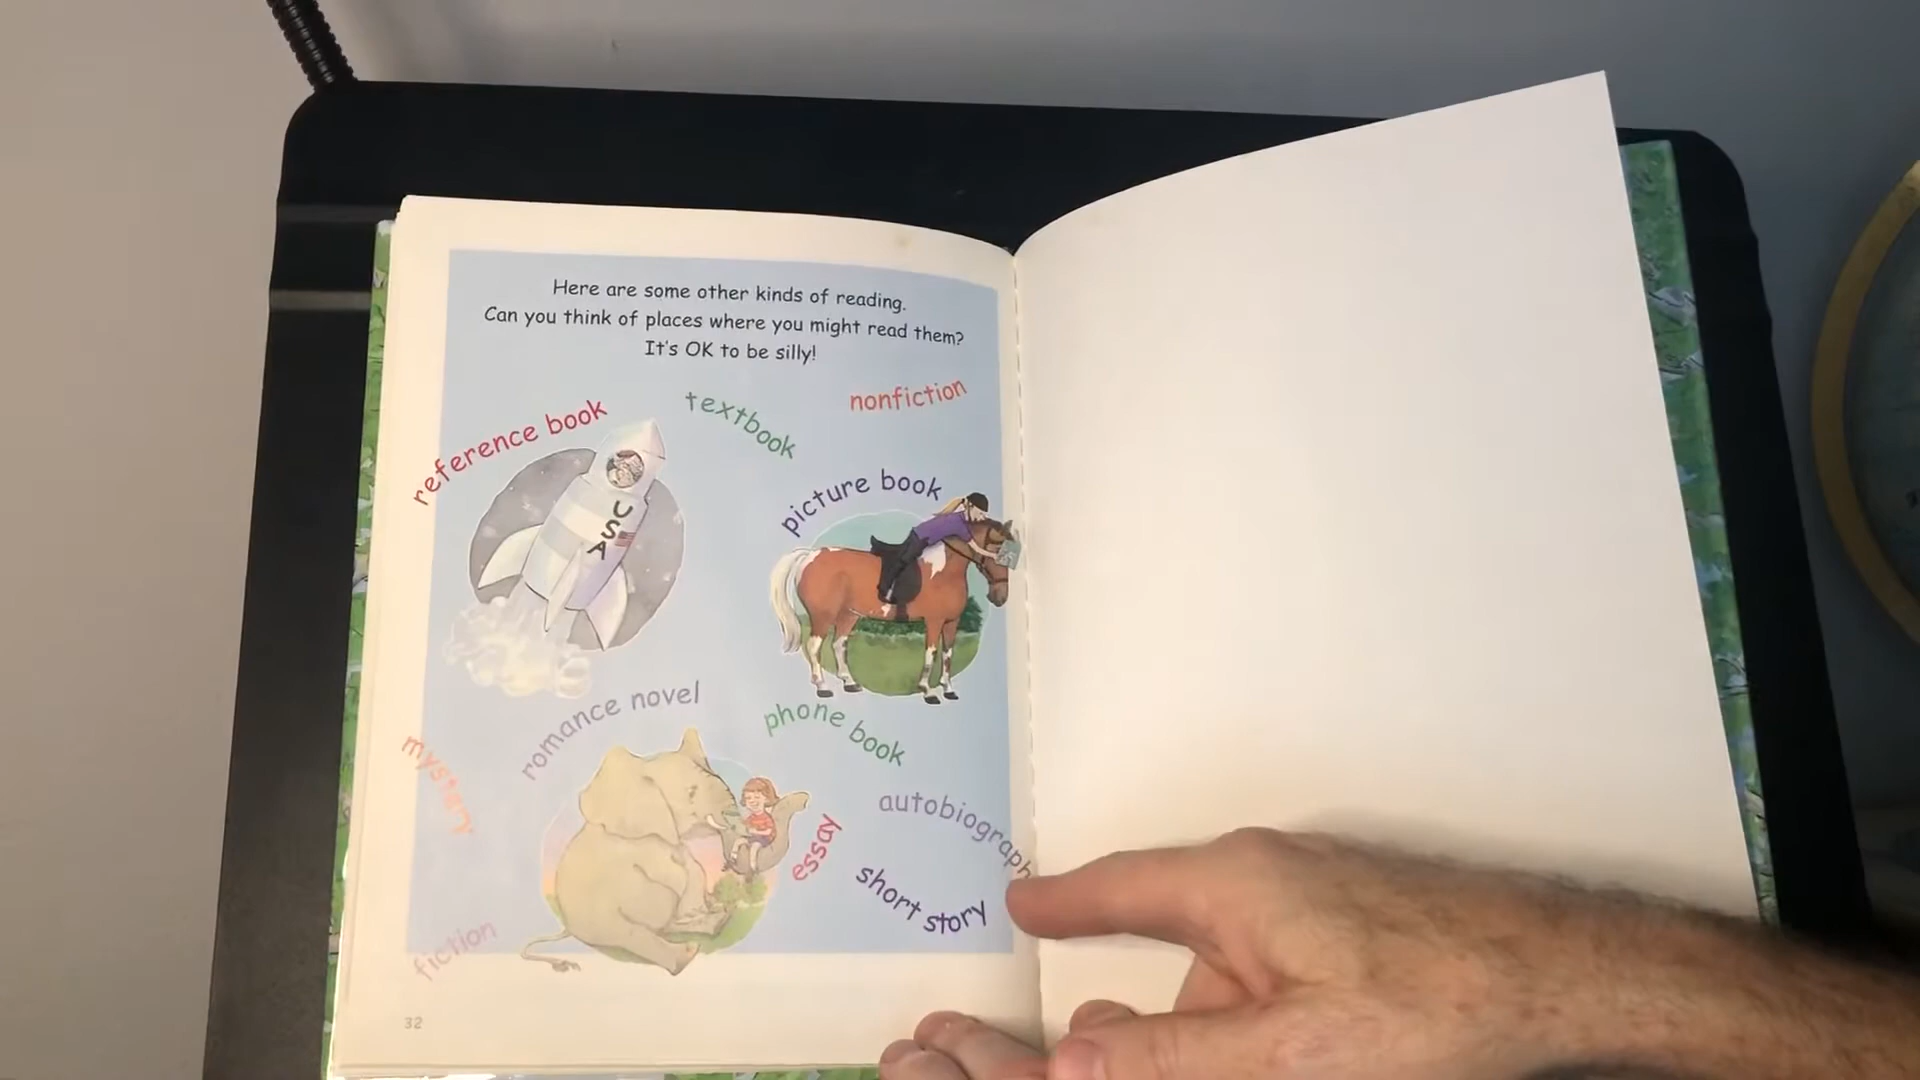 Here are some other kinds of reading.
Can you think of places where you might read them?
It's OK to be silly!
nonfiction
textbook
reference book
picture book
USA
romance novel
phone book
mystery
autobiograph
essay
short story
fiction
32